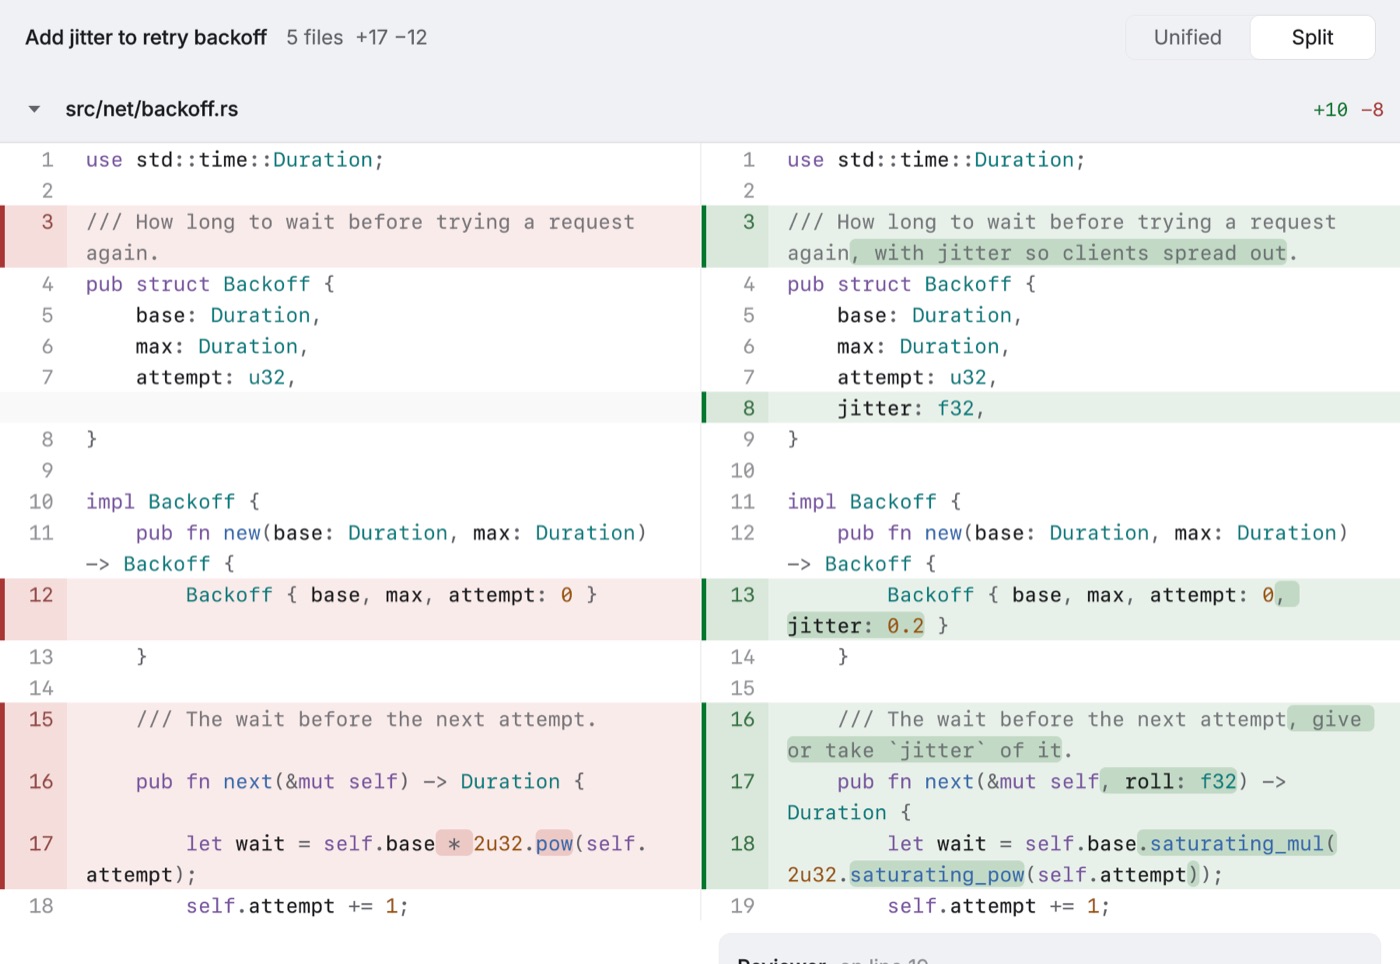 Add jitter to retry backoff 5 files +17 −12 Unified Split
src/net/backoff.rs +10 −8
1 use std::time::Duration;
2
3 /// How long to wait before trying a request
again.
4 pub struct Backoff {
5 base: Duration,
6 max: Duration,
7 attempt: u32,
8 }
9
10 impl Backoff {
11 pub fn new(base: Duration, max: Duration)
-> Backoff {
12 Backoff { base, max, attempt: 0 }
13 }
14
15 /// The wait before the next attempt.
16 pub fn next(&mut self) -> Duration {
17 let wait = self.base * 2u32.pow(self.
attempt);
18 self.attempt += 1;
1 use std::time::Duration;
2
3 /// How long to wait before trying a request
again, with jitter so clients spread out.
4 pub struct Backoff {
5 base: Duration,
6 max: Duration,
7 attempt: u32,
8 jitter: f32,
9 }
10
11 impl Backoff {
12 pub fn new(base: Duration, max: Duration)
-> Backoff {
13 Backoff { base, max, attempt: 0,
jitter: 0.2 }
14 }
15
16 /// The wait before the next attempt, give
or take `jitter` of it.
17 pub fn next(&mut self, roll: f32) ->
Duration {
18 let wait = self.base.saturating_mul(
2u32.saturating_pow(self.attempt));
19 self.attempt += 1;
Reviewer on line